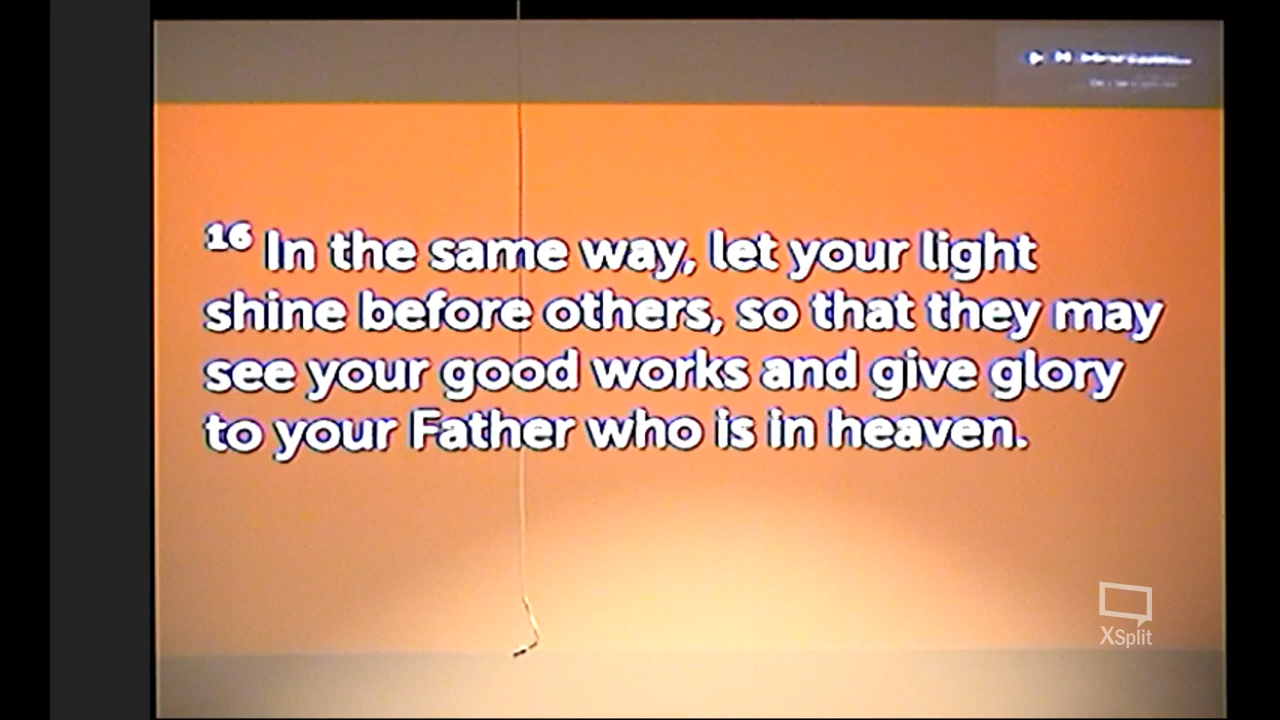 16 In the same way, let your light
shine before others, so that they may
see your good works and give glory
to your Father who is in heaven.
XSplit